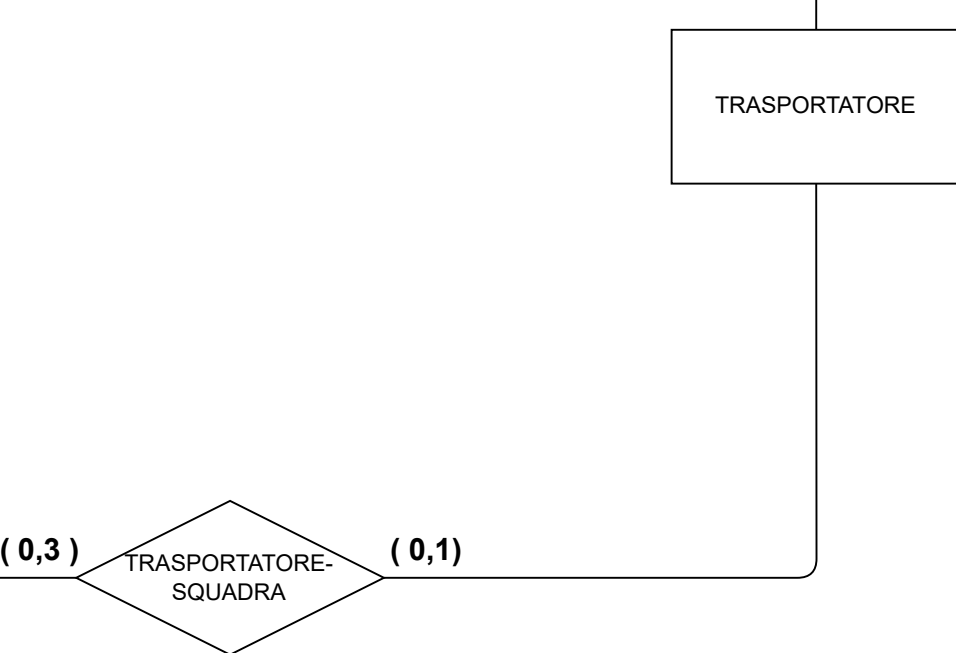 TRASPORTATORE
( 0,3 )
TRASPORTATORE-
SQUADRA
( 0,1)